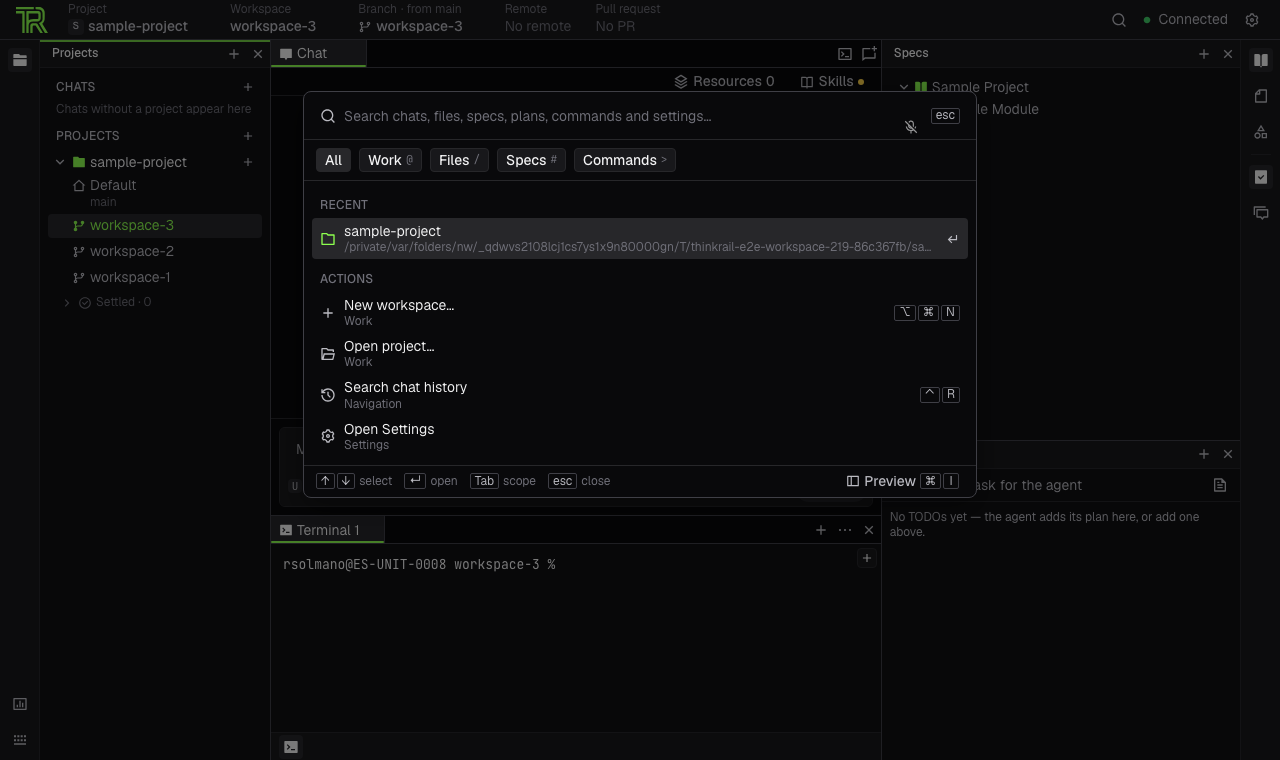 Project
S sample-project
Workspace
workspace-3
Branch · from main
workspace-3
Remote
No remote
Pull request
No PR
Connected
Projects
CHATS
Chats without a project appear here
PROJECTS
sample-project
Default
main
workspace-3
workspace-2
workspace-1
Settled · 0
Chat
Resources 0
Skills
Search chats, files, specs, plans, commands and settings…
esc
All
Work @
Files /
Specs #
Commands >
RECENT
sample-project
/private/var/folders/nw/_qdwvs2108lcj1cs7ys1x9n80000gn/T/thinkrail-e2e-workspace-219-86c367fb/sa…
ACTIONS
New workspace…
Work
⌥ ⌘ N
Open project…
Work
Search chat history
Navigation
^ R
Open Settings
Settings
↑ ↓ select
↵ open
Tab scope
esc close
Preview ⌘ I
M
U
Terminal 1
rsolmano@ES-UNIT-0008 workspace-3 %
Specs
Sample Project
le Module
ask for the agent
No TODOs yet — the agent adds its plan here, or add one
above.